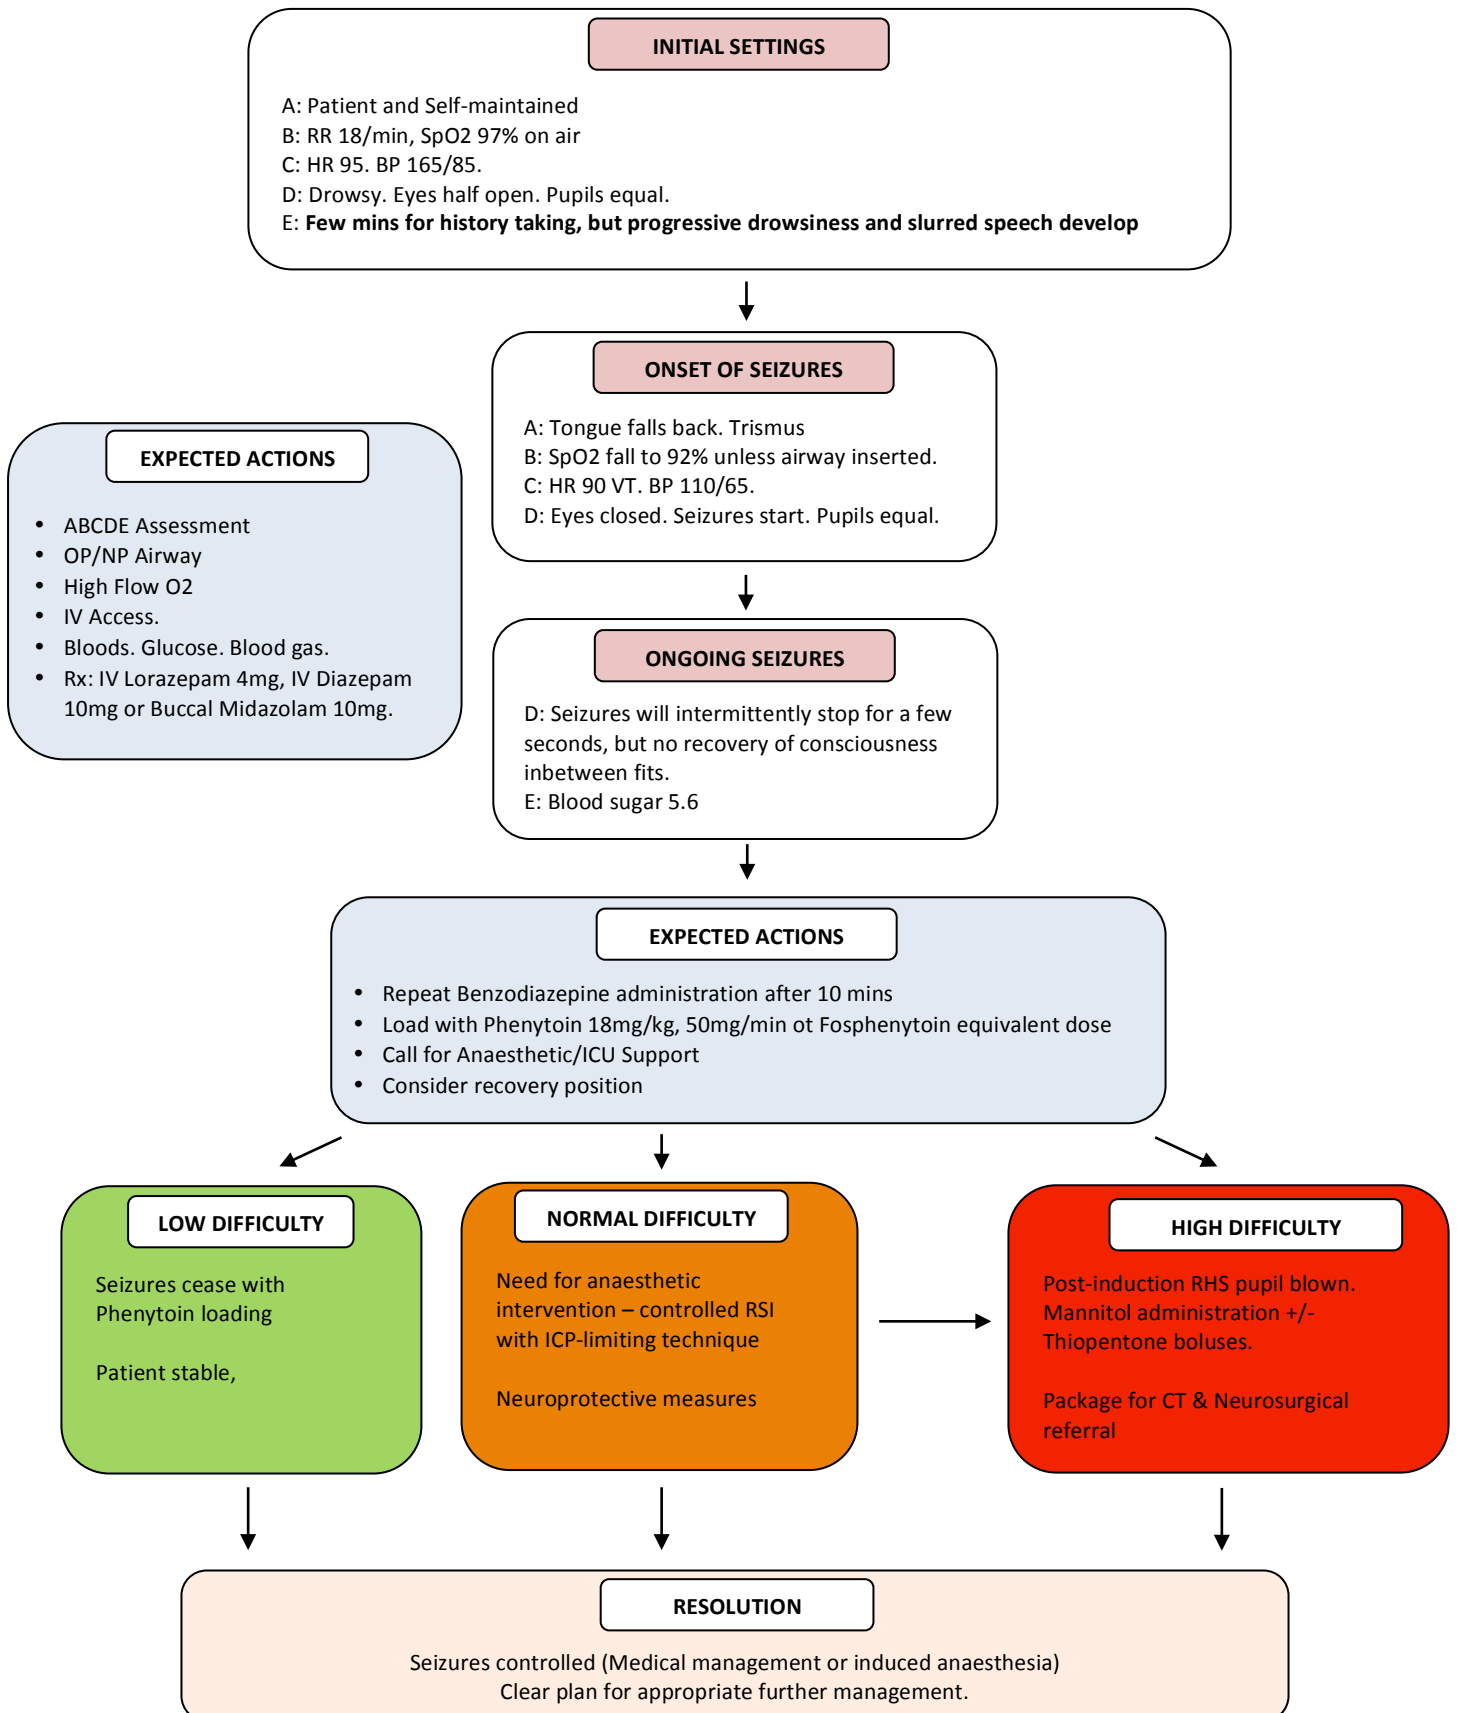 INITIAL SETTINGS
A: Patient and Self-maintained
B: RR 18/min, SpO2 97% on air
C: HR 95. BP 165/85.
D: Drowsy. Eyes half open. Pupils equal.
E: Few mins for history taking, but progressive drowsiness and slurred speech develop
ONSET OF SEIZURES
A: Tongue falls back. Trismus
B: SpO2 fall to 92% unless airway inserted.
C: HR 90 VT. BP 110/65.
D: Eyes closed. Seizures start. Pupils equal.
EXPECTED ACTIONS
• ABCDE Assessment
• OP/NP Airway
• High Flow O2
• IV Access.
• Bloods. Glucose. Blood gas.
• Rx: IV Lorazepam 4mg, IV Diazepam
10mg or Buccal Midazolam 10mg.
ONGOING SEIZURES
D: Seizures will intermittently stop for a few
seconds, but no recovery of consciousness
inbetween fits.
E: Blood sugar 5.6
EXPECTED ACTIONS
• Repeat Benzodiazepine administration after 10 mins
• Load with Phenytoin 18mg/kg, 50mg/min ot Fosphenytoin equivalent dose
• Call for Anaesthetic/ICU Support
• Consider recovery position
LOW DIFFICULTY
Seizures cease with
Phenytoin loading
Patient stable,
NORMAL DIFFICULTY
Need for anaesthetic
intervention – controlled RSI
with ICP-limiting technique
Neuroprotective measures
HIGH DIFFICULTY
Post-induction RHS pupil blown.
Mannitol administration +/-
Thiopentone boluses.
Package for CT & Neurosurgical
referral
RESOLUTION
Seizures controlled (Medical management or induced anaesthesia)
Clear plan for appropriate further management.